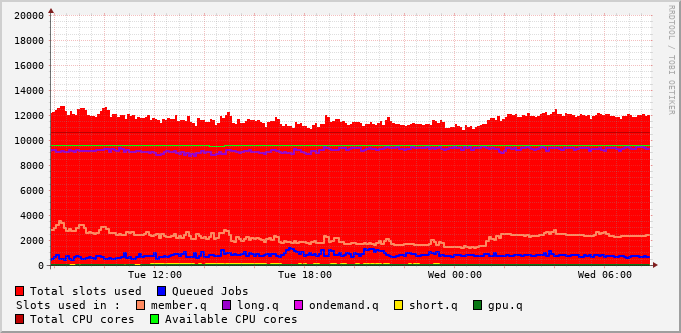 20000
18000
16000
14000
12000
10000
8000
6000
4000
2000
0
Tue 12:00 Tue 18:00 Wed 00:00 Wed 06:00
RRDTOOL / TOBI OETIKER
Total slots used Queued Jobs
Slots used in : member.q long.q ondemand.q short.q gpu.q
Total CPU cores Available CPU cores